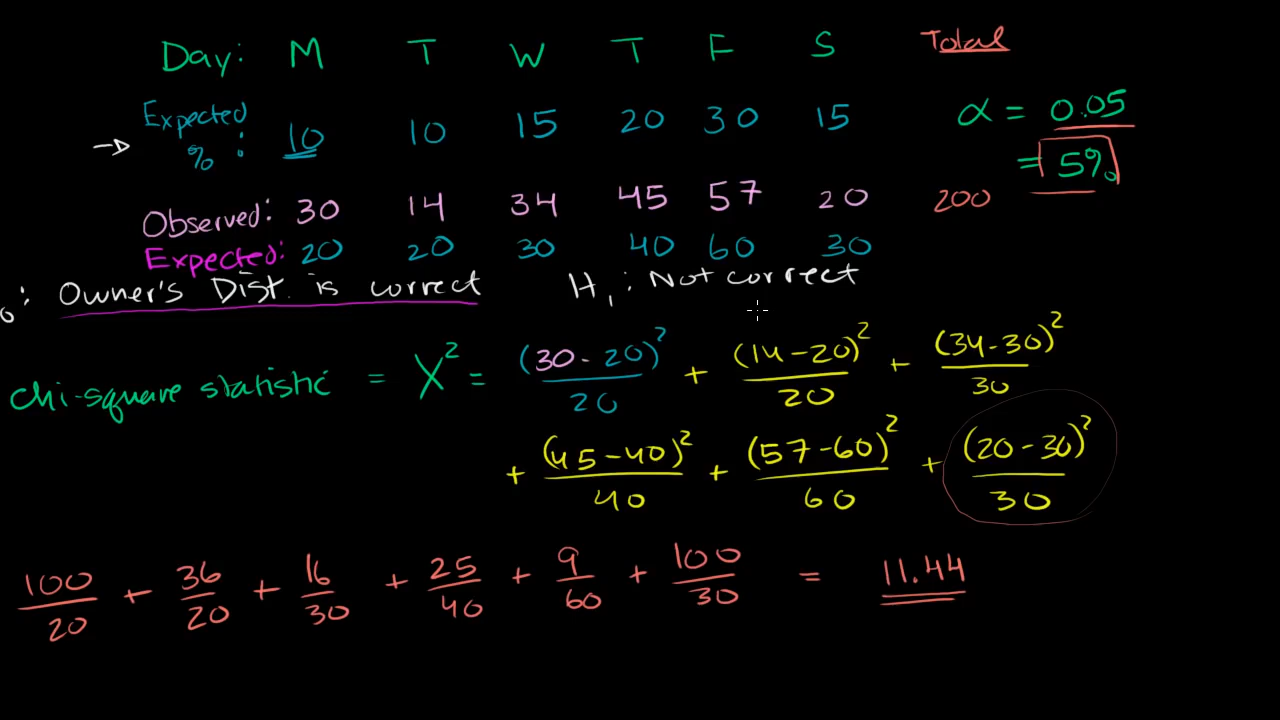 Day: M T W T F S Total
Expected %: 10 10 15 20 30 15 α = 0.05
= 5%
Observed: 30 14 34 45 57 20 200
Expected: 20 20 30 40 60 30
o: Owner's Dist. is correct H₁: Not correct
chi-square statistic = X² = (30-20)²/20 + (14-20)²/20 + (34-30)²/30
+ (45-40)²/40 + (57-60)²/60 + (20-30)²/30
100/20 + 36/20 + 16/30 + 25/40 + 9/60 + 100/30 = 11.44